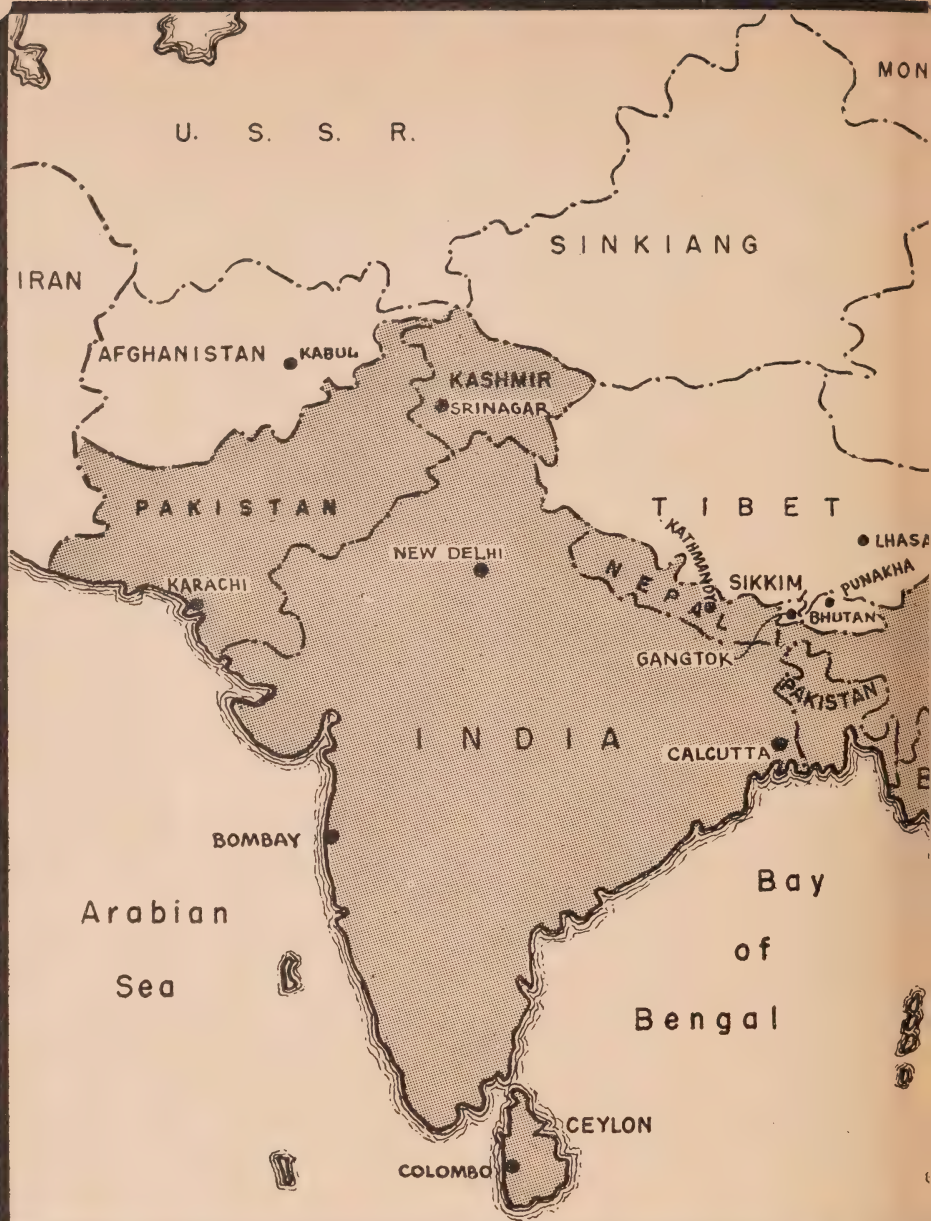 MON
U. S. S. R.
SINKIANG
IRAN
AFGHANISTAN
KABUL
KASHMIR
SRINAGAR
PAKISTAN
TIBET
LHASA
KATHMANDU
NEW DELHI
NEPAL
SIKKIM
PUNAKHA
KARACHI
BHUTAN
GANGTOK
PAKISTAN
INDIA
CALCUTTA
B
BOMBAY
Bay
of
Bengal
Arabian
Sea
CEYLON
COLOMBO